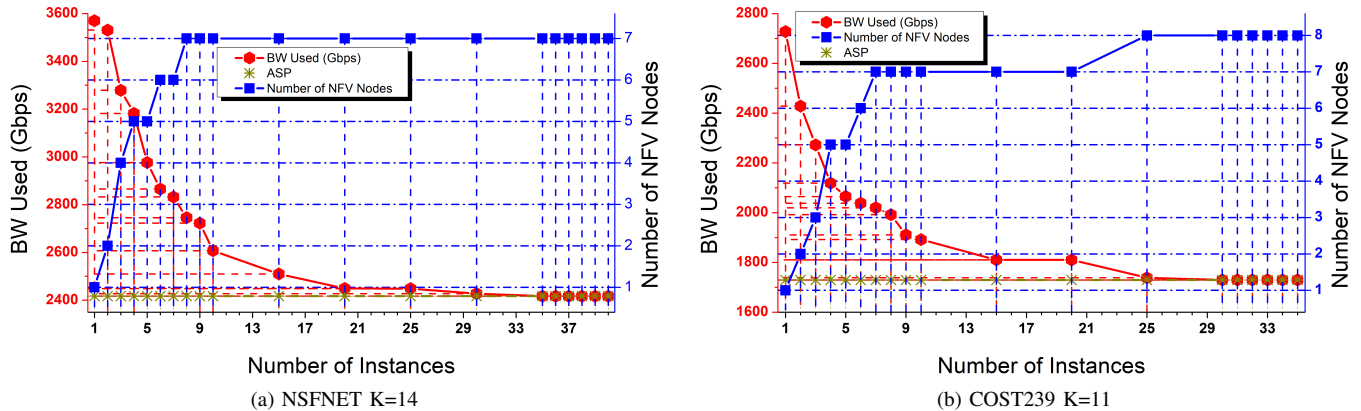 3600
3400
3200
3000
2800
2600
2400
BW Used (Gbps)
BW Used (Gbps)
ASP
Number of NFV Nodes
7
6
5
4
3
2
1
Number of NFV Nodes
1 5 9 13 17 21 25 29 33 37
Number of Instances
(a) NSFNET K=14
2800
2600
2400
2200
2000
1800
1600
BW Used (Gbps)
BW Used (Gbps)
Number of NFV Nodes
ASP
8
7
6
5
4
3
2
1
Number of NFV Nodes
1 5 9 13 17 21 25 29 33
Number of Instances
(b) COST239 K=11